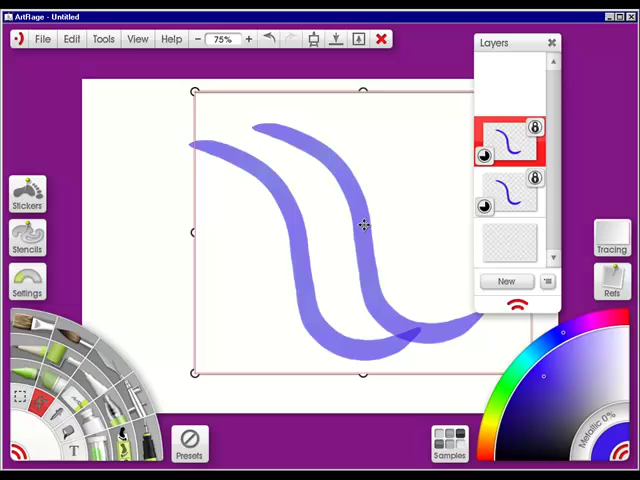 ArtRage - Untitled
File Edit Tools View Help 75%
Layers
Stickers
Stencils
Settings
Tracing
Refs
New
Presets
Samples
Metallic 0%
T